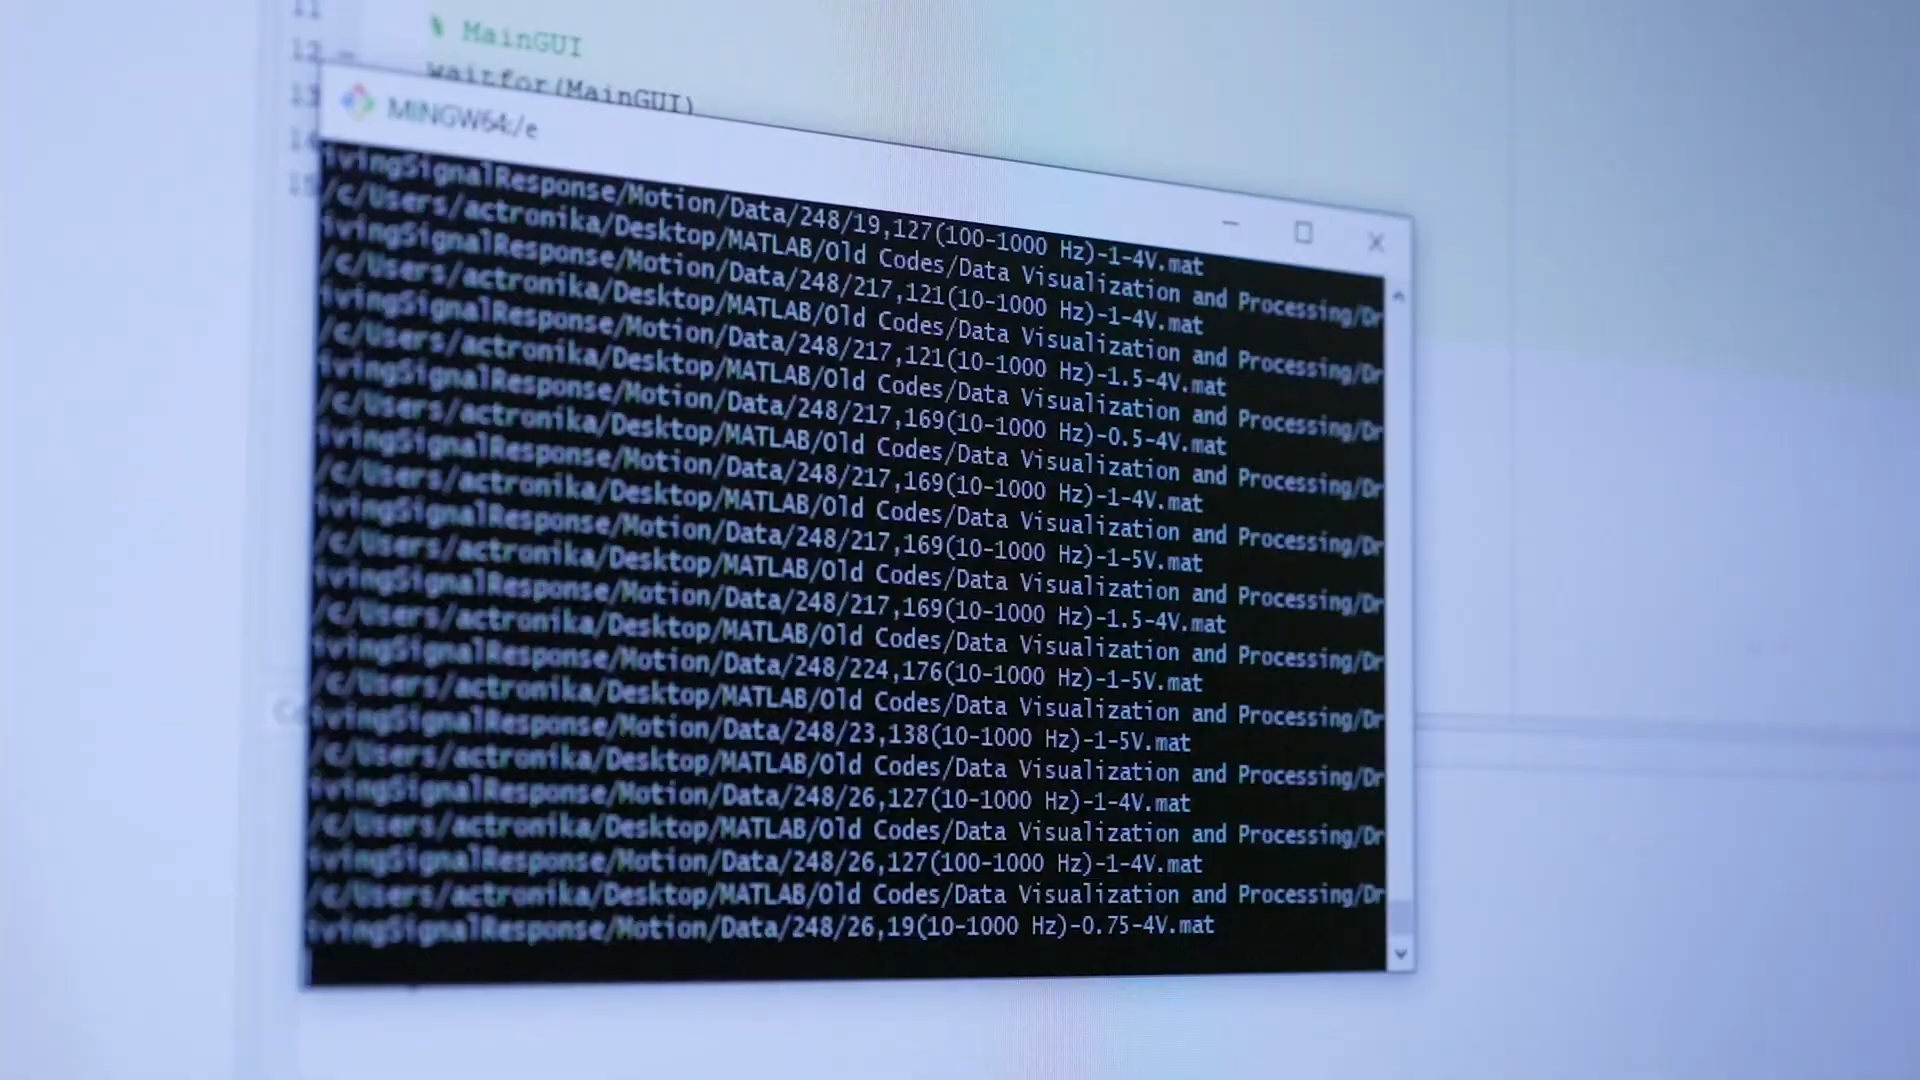 11
% MainGUI
12 –
waitfor(MainGUI)
13
14
15
MINGW64:/e
ivingSignalResponse/Motion/Data/248/19,127(100-1000 Hz)-1-4V.mat
/c/Users/actronika/Desktop/MATLAB/Old Codes/Data Visualization and Processing/Dr
ivingSignalResponse/Motion/Data/248/217,121(10-1000 Hz)-1-4V.mat
/c/Users/actronika/Desktop/MATLAB/Old Codes/Data Visualization and Processing/Dr
ivingSignalResponse/Motion/Data/248/217,121(10-1000 Hz)-1.5-4V.mat
/c/Users/actronika/Desktop/MATLAB/Old Codes/Data Visualization and Processing/Dr
ivingSignalResponse/Motion/Data/248/217,169(10-1000 Hz)-0.5-4V.mat
/c/Users/actronika/Desktop/MATLAB/Old Codes/Data Visualization and Processing/Dr
ivingSignalResponse/Motion/Data/248/217,169(10-1000 Hz)-1-4V.mat
/c/Users/actronika/Desktop/MATLAB/Old Codes/Data Visualization and Processing/Dr
ivingSignalResponse/Motion/Data/248/217,169(10-1000 Hz)-1-5V.mat
/c/Users/actronika/Desktop/MATLAB/Old Codes/Data Visualization and Processing/Dr
ivingSignalResponse/Motion/Data/248/217,169(10-1000 Hz)-1.5-4V.mat
/c/Users/actronika/Desktop/MATLAB/Old Codes/Data Visualization and Processing/Dr
ivingSignalResponse/Motion/Data/248/224,176(10-1000 Hz)-1-5V.mat
/c/Users/actronika/Desktop/MATLAB/Old Codes/Data Visualization and Processing/Dr
ivingSignalResponse/Motion/Data/248/23,138(10-1000 Hz)-1-5V.mat
/c/Users/actronika/Desktop/MATLAB/Old Codes/Data Visualization and Processing/Dr
ivingSignalResponse/Motion/Data/248/26,127(10-1000 Hz)-1-4V.mat
/c/Users/actronika/Desktop/MATLAB/Old Codes/Data Visualization and Processing/Dr
ivingSignalResponse/Motion/Data/248/26,127(100-1000 Hz)-1-4V.mat
/c/Users/actronika/Desktop/MATLAB/Old Codes/Data Visualization and Processing/Dr
ivingSignalResponse/Motion/Data/248/26,19(10-1000 Hz)-0.75-4V.mat